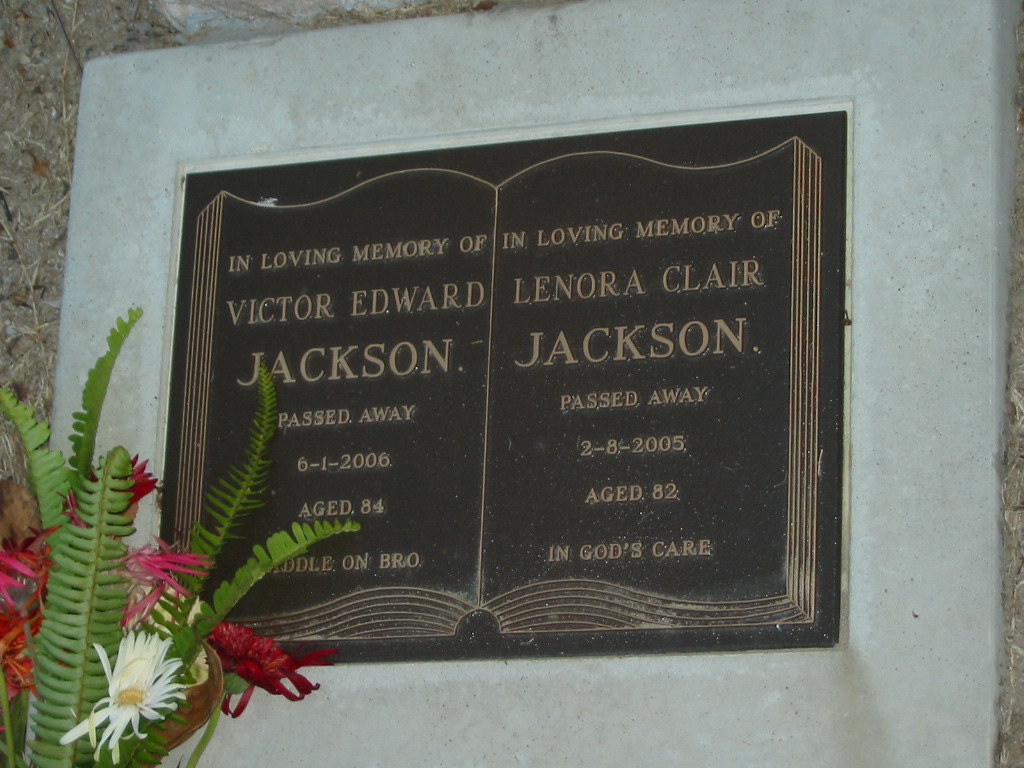 IN LOVING MEMORY OF
VICTOR EDWARD
JACKSON.
PASSED AWAY
6-1-2006
AGED 84
ON BRO.
IN LOVING MEMORY OF
LENORA CLAIR
JACKSON.
PASSED AWAY
2-8-2005
AGED 82
IN GOD'S CARE